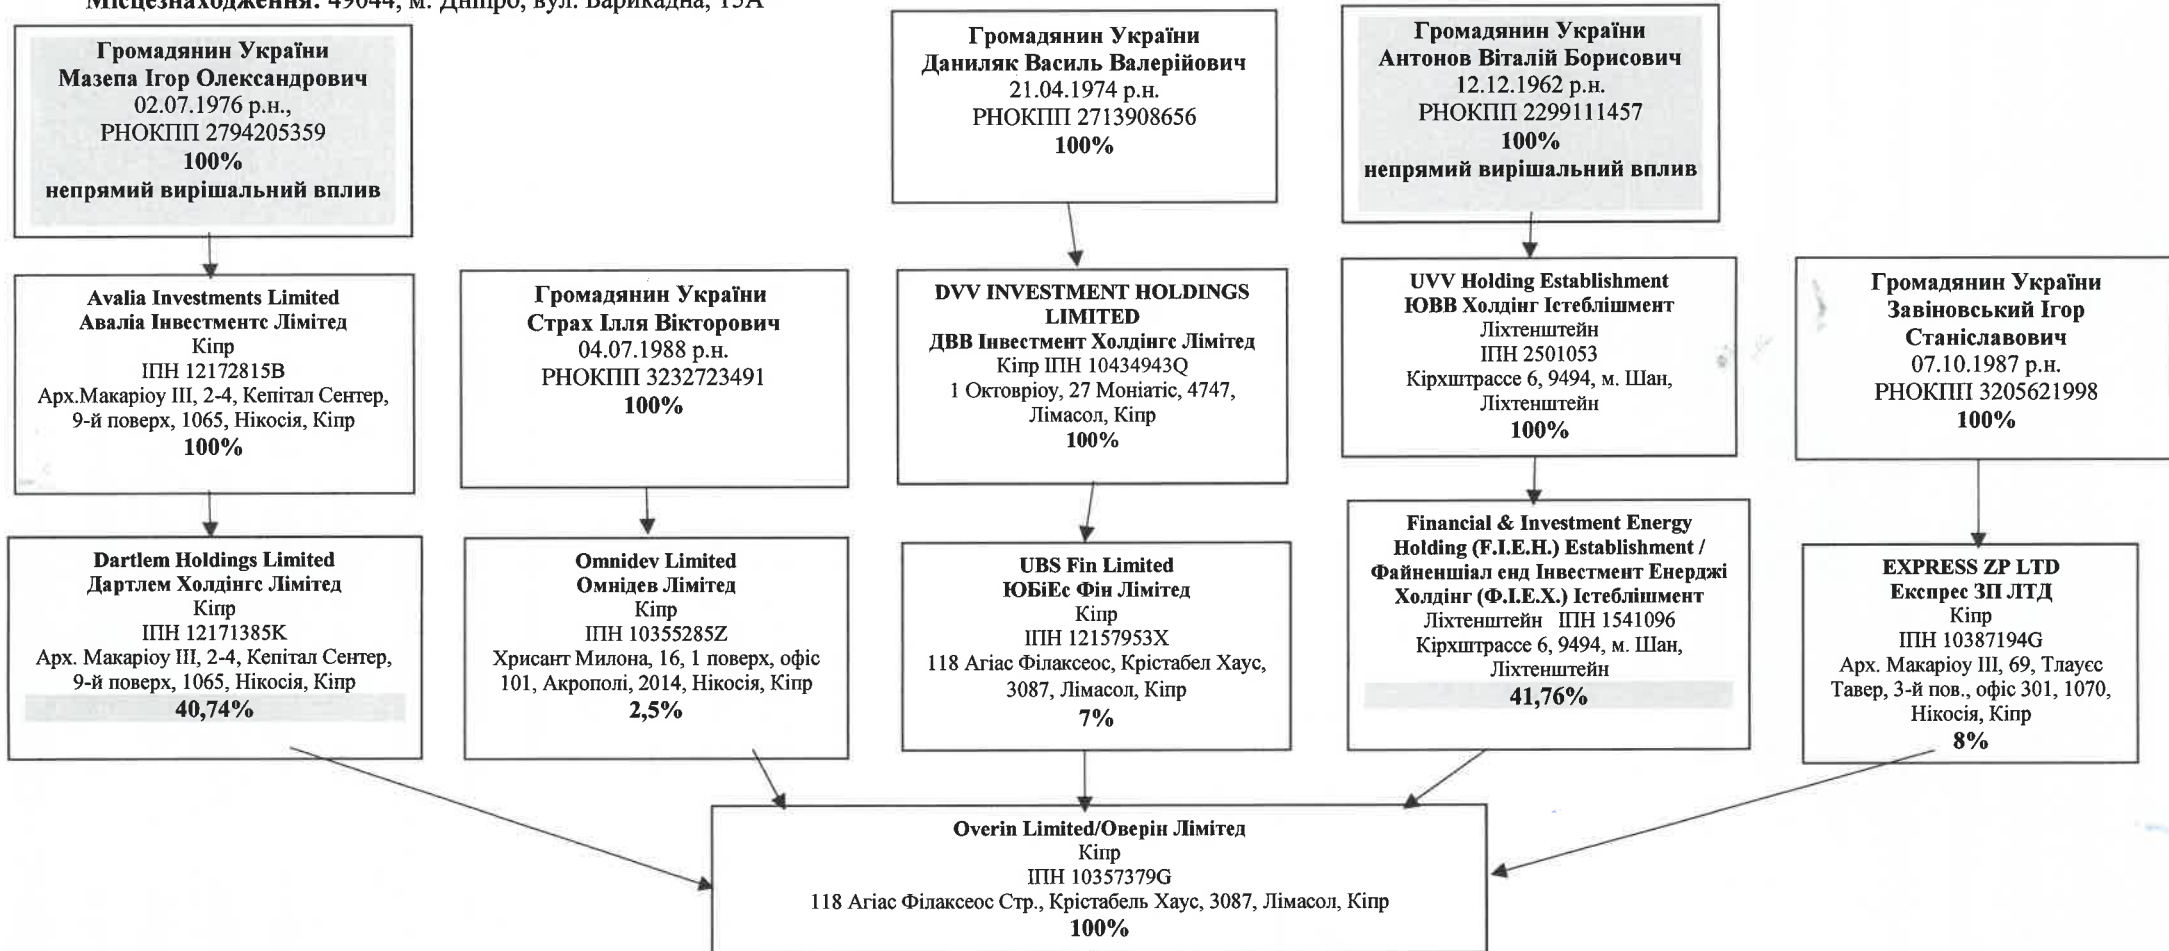 Місцезнаходження: 49044, м. Дніпро, вул. Барикадна, 15А
Громадянин України
Мазепа Ігор Олександрович
02.07.1976 р.н.,
РНОКПП 2794205359
100%
непрямий вирішальний вплив
Громадянин України
Даниляк Василь Валерійович
21.04.1974 р.н.
РНОКПП 2713908656
100%
Громадянин України
Антонов Віталій Борисович
12.12.1962 р.н.
РНОКПП 2299111457
100%
непрямий вирішальний вплив
Avalia Investments Limited
Аваліа Інвестментс Лімітед
Кіпр
ІПН 12172815B
Арх.Макаріоу III, 2-4, Кепітал Сентер,
9-й поверх, 1065, Нікосія, Кіпр
100%
Громадянин України
Страх Ілля Вікторович
04.07.1988 р.н.
РНОКПП 3232723491
100%
DVV INVESTMENT HOLDINGS
LIMITED
ДВВ Інвестмент Холдінгс Лімітед
Кіпр ІПН 10434943Q
1 Октовріоу, 27 Моніатіс, 4747,
Лімасол, Кіпр
100%
UVV Holding Establishment
ЮВВ Холдінг Істеблішмент
Ліхтенштейн
ІПН 2501053
Кірхштрассе 6, 9494, м. Шан,
Ліхтенштейн
100%
Громадянин України
Завіновський Ігор
Станіславович
07.10.1987 р.н.
РНОКПП 3205621998
100%
Dartlem Holdings Limited
Дартлем Холдінгс Лімітед
Кіпр
ІПН 12171385K
Арх. Макаріоу III, 2-4, Кепітал Сентер,
9-й поверх, 1065, Нікосія, Кіпр
40,74%
Omnidev Limited
Омнідев Лімітед
Кіпр
ІПН 10355285Z
Хрисант Милона, 16, 1 поверх, офіс
101, Акрополі, 2014, Нікосія, Кіпр
2,5%
UBS Fin Limited
ЮБіЕс Фін Лімітед
Кіпр
ІПН 12157953X
118 Агіас Філаксеос, Крістабел Хаус,
3087, Лімасол, Кіпр
7%
Financial & Investment Energy
Holding (F.I.E.H.) Establishment /
Файненшіал енд Інвестмент Енерджі
Холдінг (Ф.І.Е.Х.) Істеблішмент
Ліхтенштейн ІПН 1541096
Кірхштрассе 6, 9494, м. Шан,
Ліхтенштейн
41,76%
EXPRESS ZP LTD
Експрес ЗП ЛТД
Кіпр
ІПН 10387194G
Арх. Макаріоу III, 69, Тлауєс
Тавер, 3-й пов., офіс 301, 1070,
Нікосія, Кіпр
8%
Overin Limited/Оверін Лімітед
Кіпр
ІПН 10357379G
118 Агіас Філаксеос Стр., Крістабель Хаус, 3087, Лімасол, Кіпр
100%